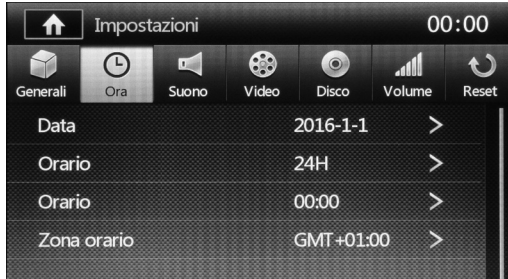 Impostazioni 00:00
Generali Ora Suono Video Disco Volume Reset
Data 2016-1-1 >
Orario 24H >
Orario 00:00 >
Zona orario GMT+01:00 >